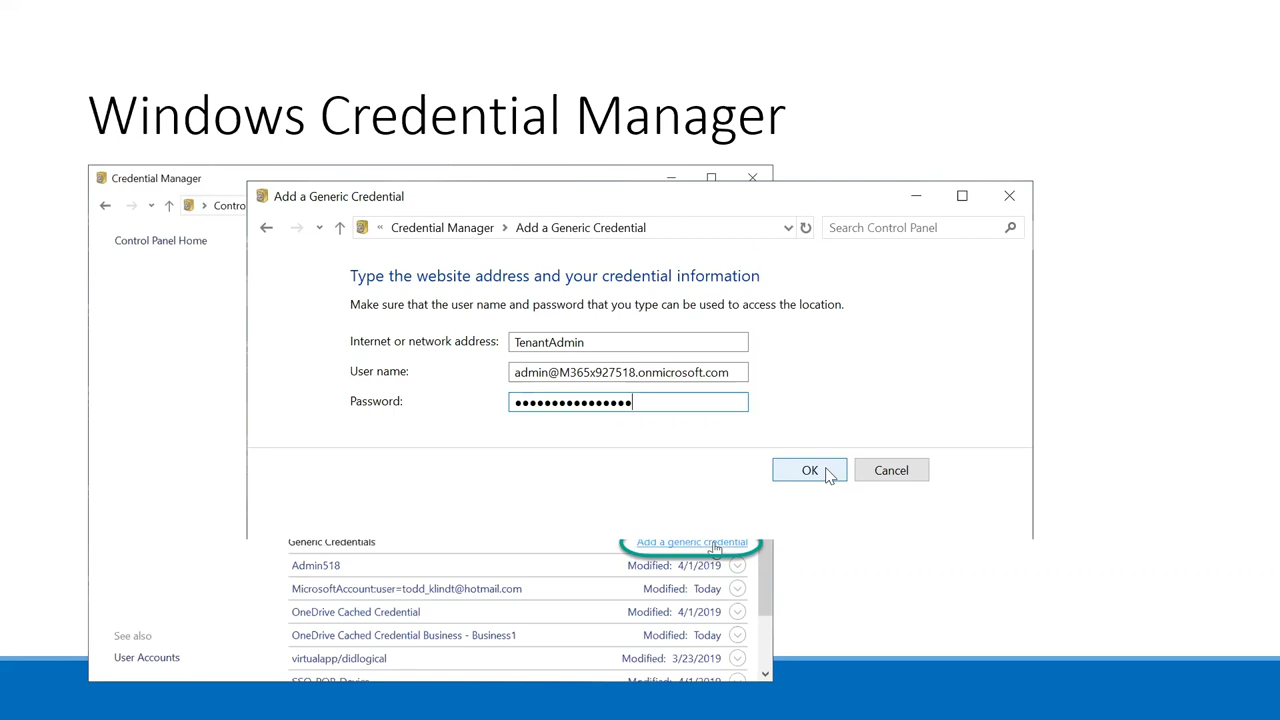 Windows Credential Manager
Credential Manager
Add a Generic Credential
Contro
« Credential Manager > Add a Generic Credential
Search Control Panel
Control Panel Home
Type the website address and your credential information
Make sure that the user name and password that you type can be used to access the location.
Internet or network address: TenantAdmin
User name: admin@M365x927518.onmicrosoft.com
Password: ●●●●●●●●●●●●●●●●
OK Cancel
Generic Credentials Add a generic credential
Admin518 Modified: 4/1/2019
MicrosoftAccount:user=todd_klindt@hotmail.com Modified: Today
OneDrive Cached Credential Modified: 4/1/2019
OneDrive Cached Credential Business - Business1 Modified: Today
virtualapp/didlogical Modified: 3/23/2019
See also
User Accounts